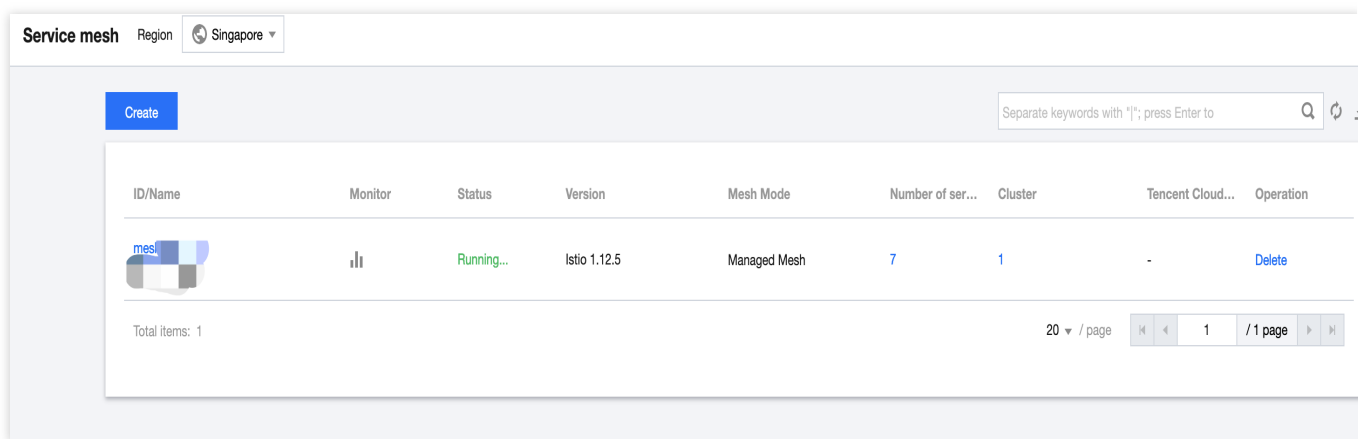 Service mesh Region Singapore
Create
Separate keywords with "|"; press Enter to
ID/Name Monitor Status Version Mesh Mode Number of ser... Cluster Tencent Cloud... Operation
Running... Istio 1.12.5 Managed Mesh 7 1 - Delete
Total items: 1 20 / page 1 / 1 page